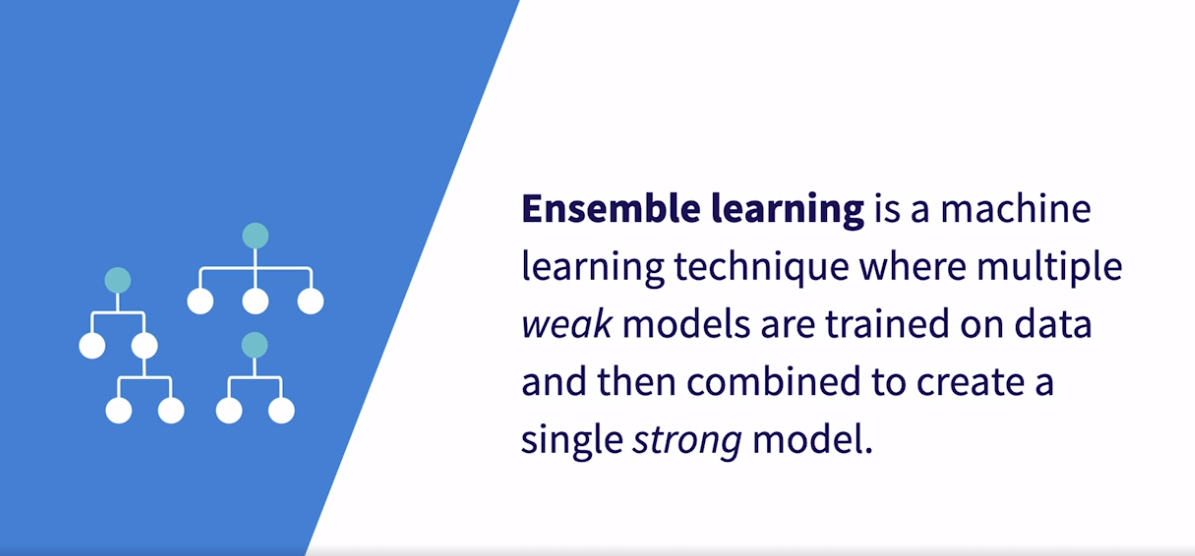 Ensemble learning is a machine
learning technique where multiple
weak models are trained on data
and then combined to create a
single strong model.